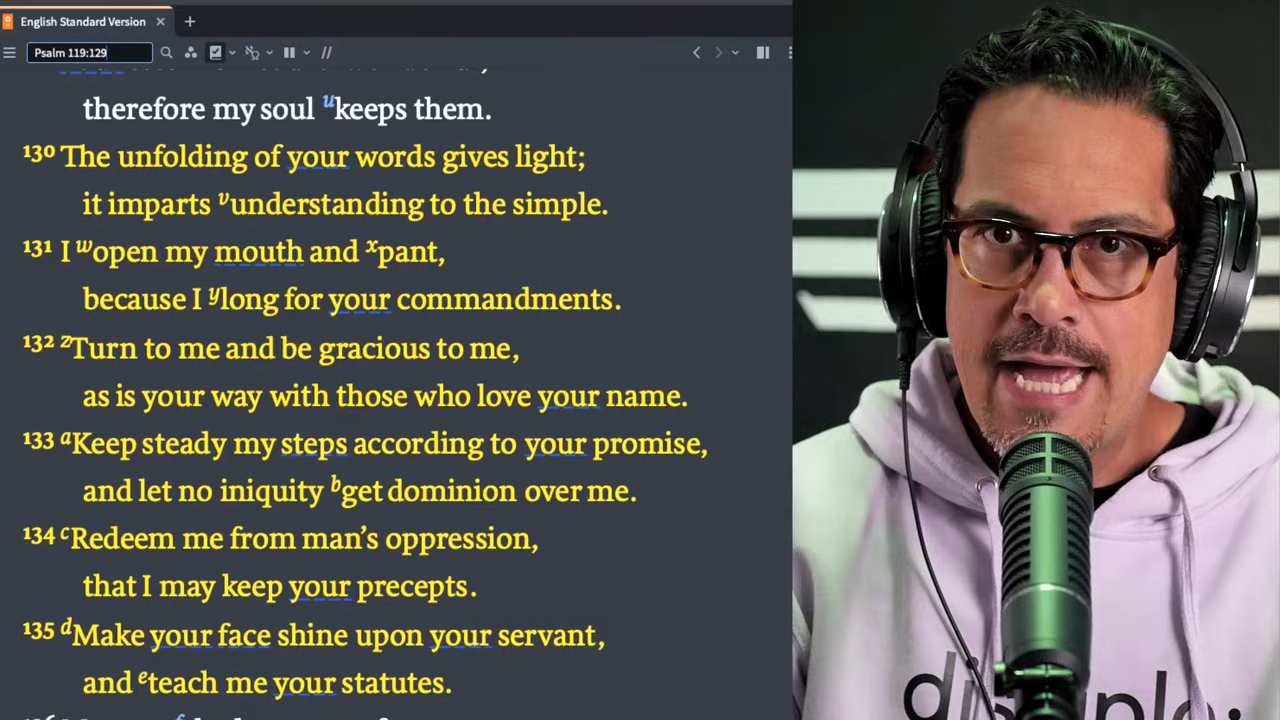 English Standard Version
Psalm 119:129
therefore my soul ᵘkeeps them.
¹³⁰ The unfolding of your words gives light;
it imparts ᵛunderstanding to the simple.
¹³¹ I ʷopen my mouth and ˣpant,
because I ʸlong for your commandments.
¹³² ᶻTurn to me and be gracious to me,
as is your way with those who love your name.
¹³³ ᵃKeep steady my steps according to your promise,
and let no iniquity ᵇget dominion over me.
¹³⁴ ᶜRedeem me from man’s oppression,
that I may keep your precepts.
¹³⁵ ᵈMake your face shine upon your servant,
and ᵉteach me your statutes.